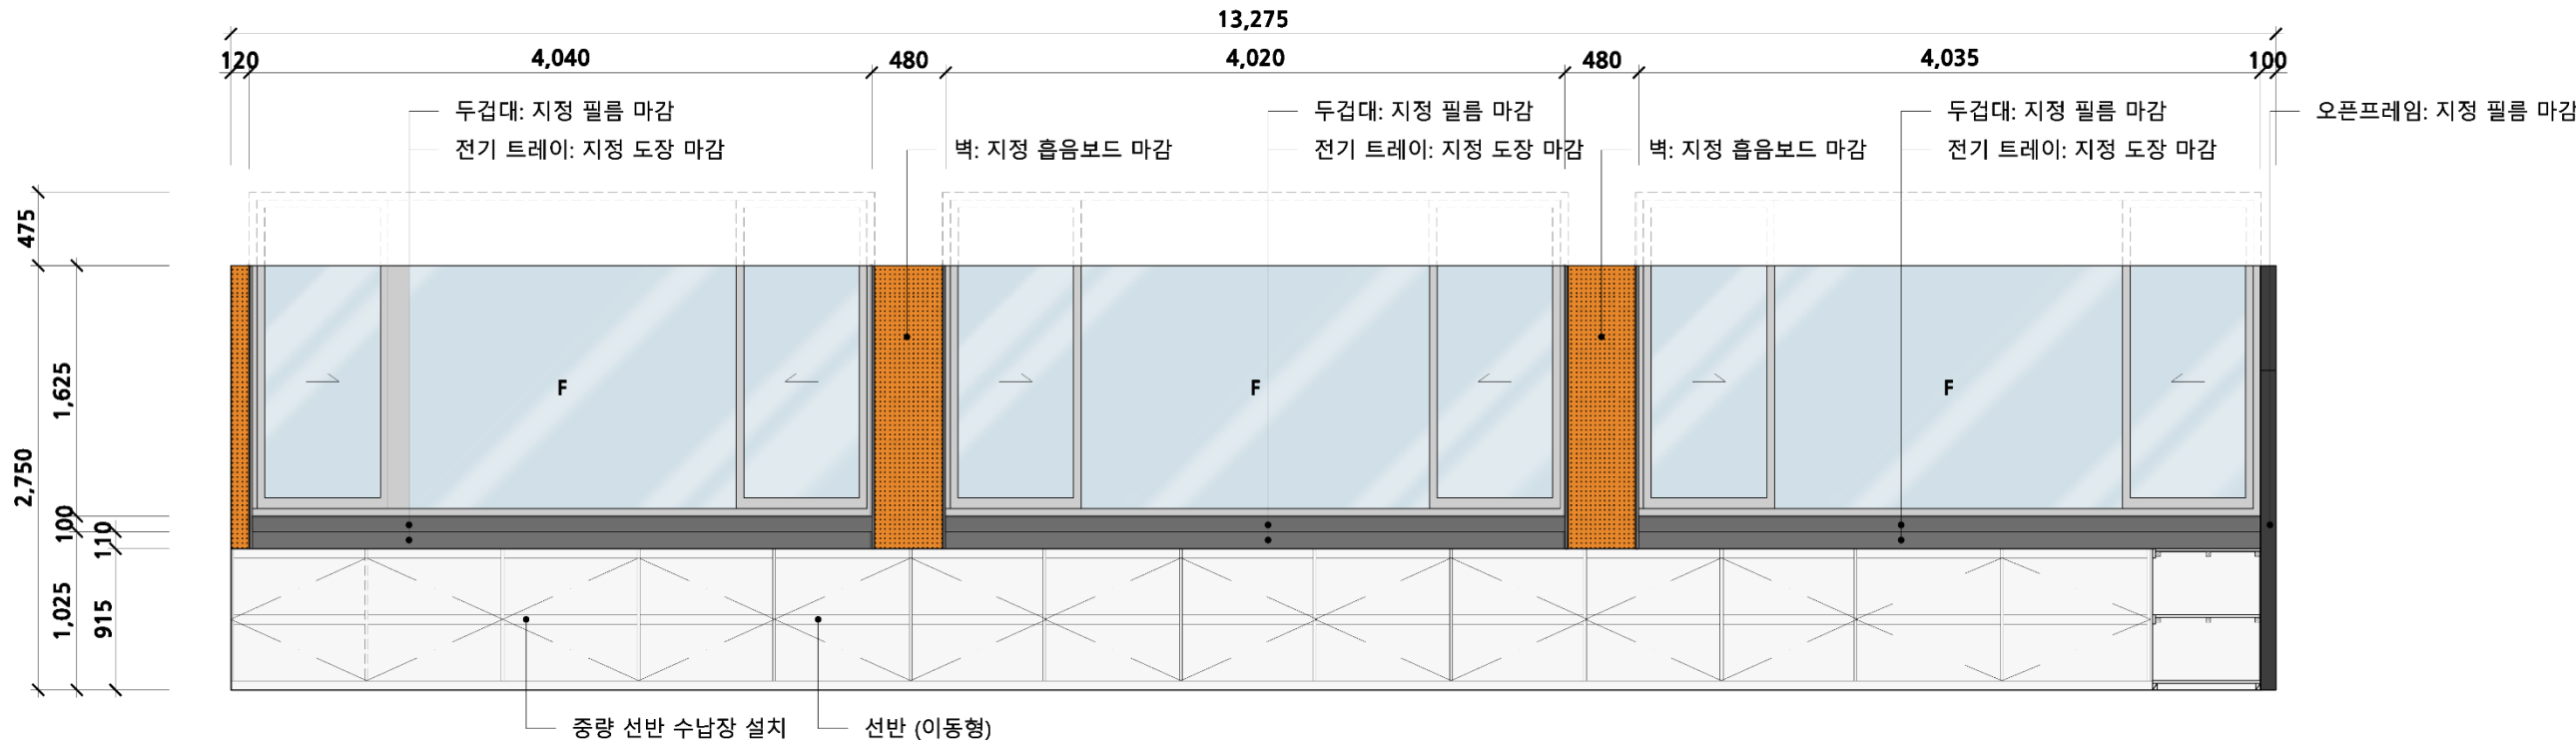 13,275
120
4,040
480
4,020
480
4,035
100
두겁대: 지정 필름 마감
두겁대: 지정 필름 마감
두겁대: 지정 필름 마감
오픈프레임: 지정 필름 마감
전기 트레이: 지정 도장 마감
벽: 지정 흡음보드 마감
전기 트레이: 지정 도장 마감
벽: 지정 흡음보드 마감
전기 트레이: 지정 도장 마감
475
1,625
2,750
100
110
1,025
915
F
F
F
중량 선반 수납장 설치
선반 (이동형)